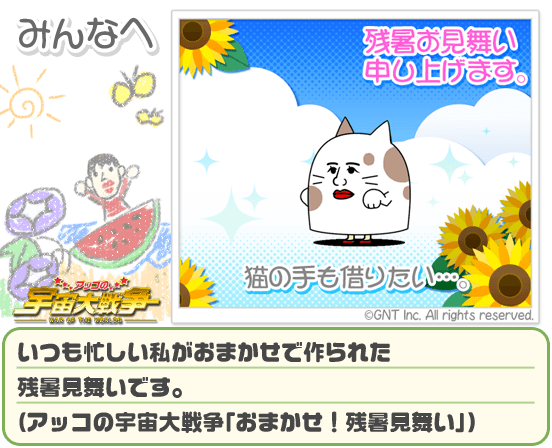 みんなへ
残暑お見舞い
申し上げます。
猫の手も借りたい…。
©GNT Inc. All rights reserved.
アッコの
宇宙大戦争
WAR OF THE WORLDS
いつも忙しい私がおまかせで作られた
残暑見舞いです。
(アッコの宇宙大戦争「おまかせ!残暑見舞い」)